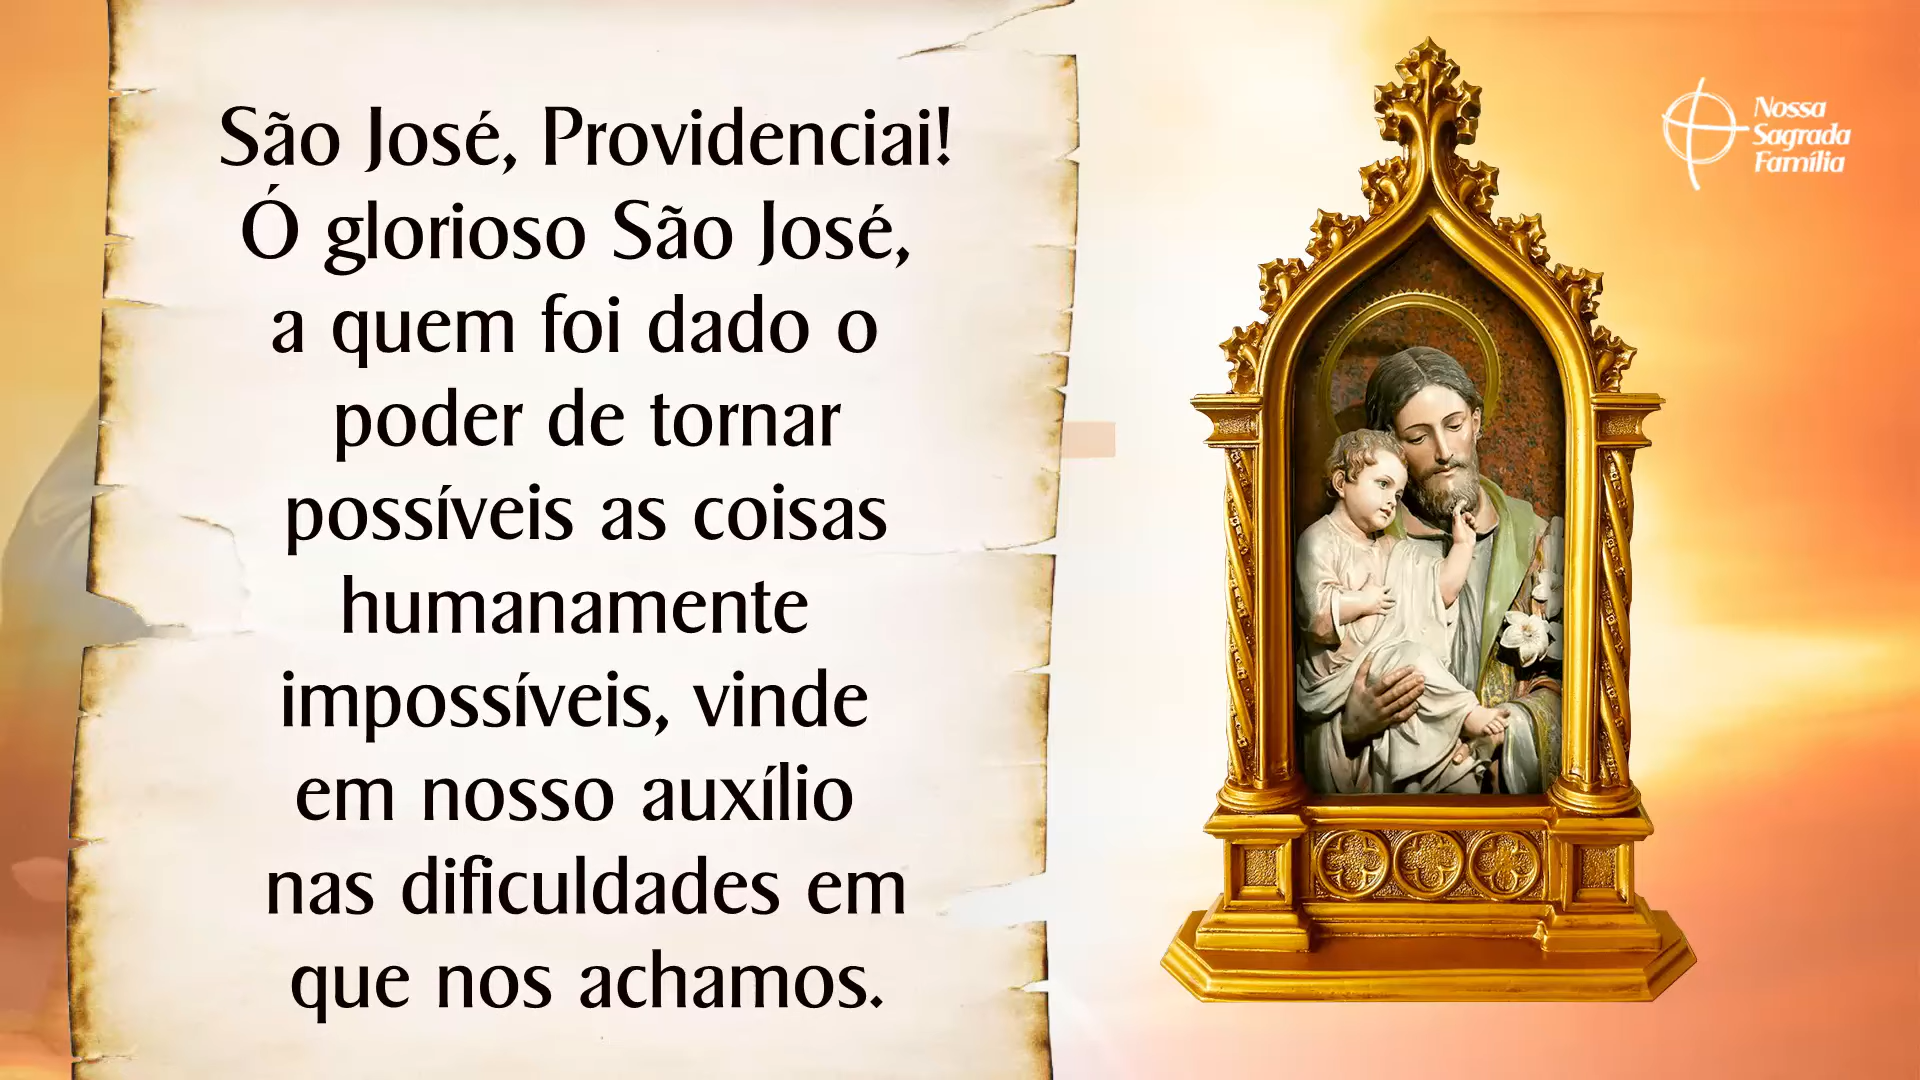 São José, Providenciai!
Ó glorioso São José,
a quem foi dado o
poder de tornar
possíveis as coisas
humanamente
impossíveis, vinde
em nosso auxílio
nas dificuldades em
que nos achamos.
Nossa
Sagrada
Família